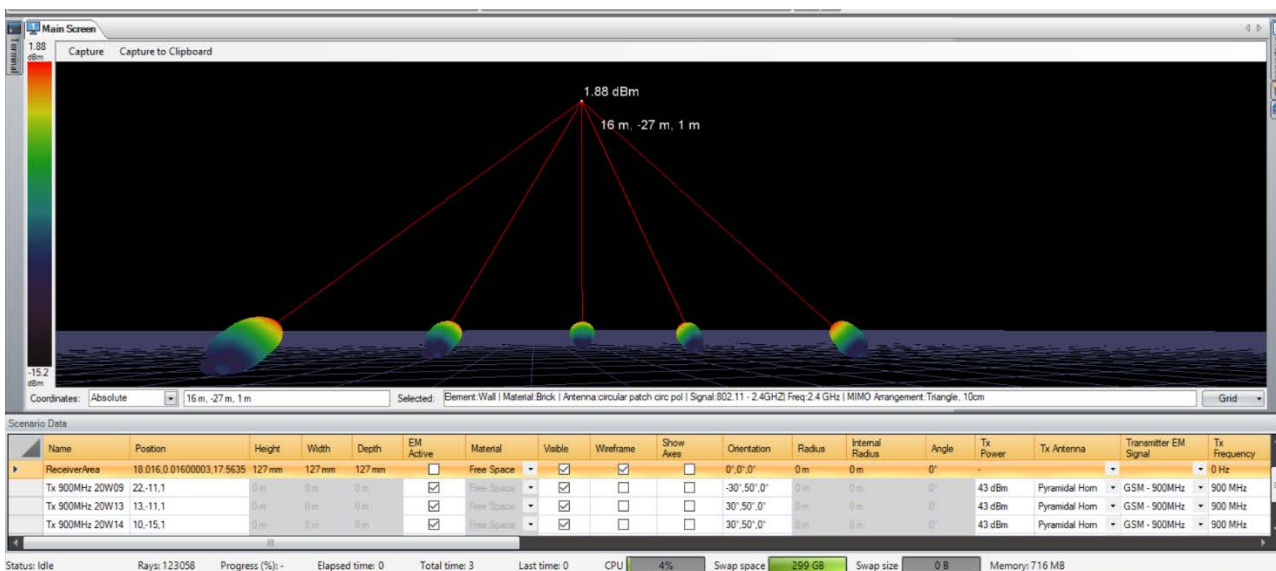 Main Screen
Terminal
1.88
dBm
Capture Capture to Clipboard
1.88 dBm
16 m, -27 m, 1 m
-15.2
dBm
Coordinates: Absolute 16 m, -27 m, 1 m Selected: Element:Wall | Material:Brick | Antenna:circular patch circ pol | Signal:802.11 - 2.4GHZ| Freq:2.4 GHz | MIMO Arrangement:Triangle, 10cm Grid
Scenario Data
Name Position Height Width Depth EM Active Material Visible Wireframe Show Axes Orientation Radius Internal Radius Angle Tx Power Tx Antenna Transmitter EM Signal Tx Frequency
ReceiverArea 18.016,0.01600003,17.5635 127 mm 127 mm 127 mm Free Space 0°,0°,0° 0 m 0 m 0° - 0 Hz
Tx 900MHz 20W09 22,-11,1 0 m 0 m 0 m Free Space -30°,50°,0° 0 m 0 m 0° 43 dBm Pyramidal Horn GSM - 900MHz 900 MHz
Tx 900MHz 20W13 13,-11,1 0 m 0 m 0 m Free Space 30°,50°,0° 0 m 0 m 0° 43 dBm Pyramidal Horn GSM - 900MHz 900 MHz
Tx 900MHz 20W14 10,-15,1 0 m 0 m 0 m Free Space 30°,50°,0° 0 m 0 m 0° 43 dBm Pyramidal Horn GSM - 900MHz 900 MHz
Status: Idle Rays: 123058 Progress (%): - Elapsed time: 0 Total time: 3 Last time: 0 CPU 4% Swap space 299 GB Swap size 0 B Memory: 716 MB